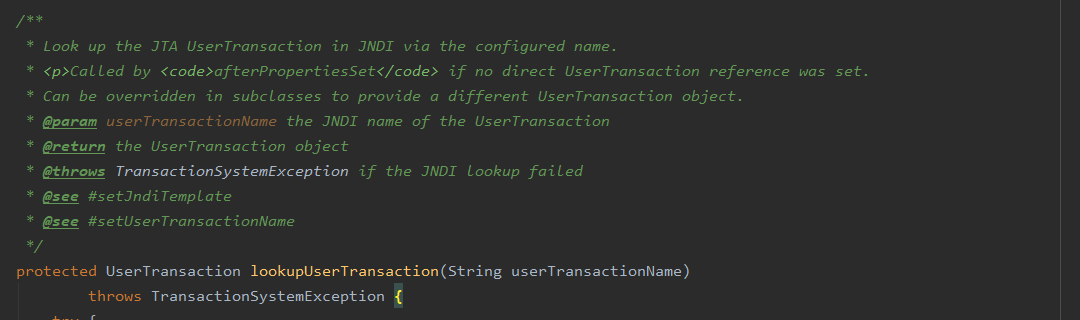 /**
 * Look up the JTA UserTransaction in JNDI via the configured name.
 * <p>Called by <code>afterPropertiesSet</code> if no direct UserTransaction reference was set.
 * Can be overridden in subclasses to provide a different UserTransaction object.
 * @param userTransactionName the JNDI name of the UserTransaction
 * @return the UserTransaction object
 * @throws TransactionSystemException if the JNDI lookup failed
 * @see #setJndiTemplate
 * @see #setUserTransactionName
 */
protected UserTransaction lookupUserTransaction(String userTransactionName)
        throws TransactionSystemException {
    try {